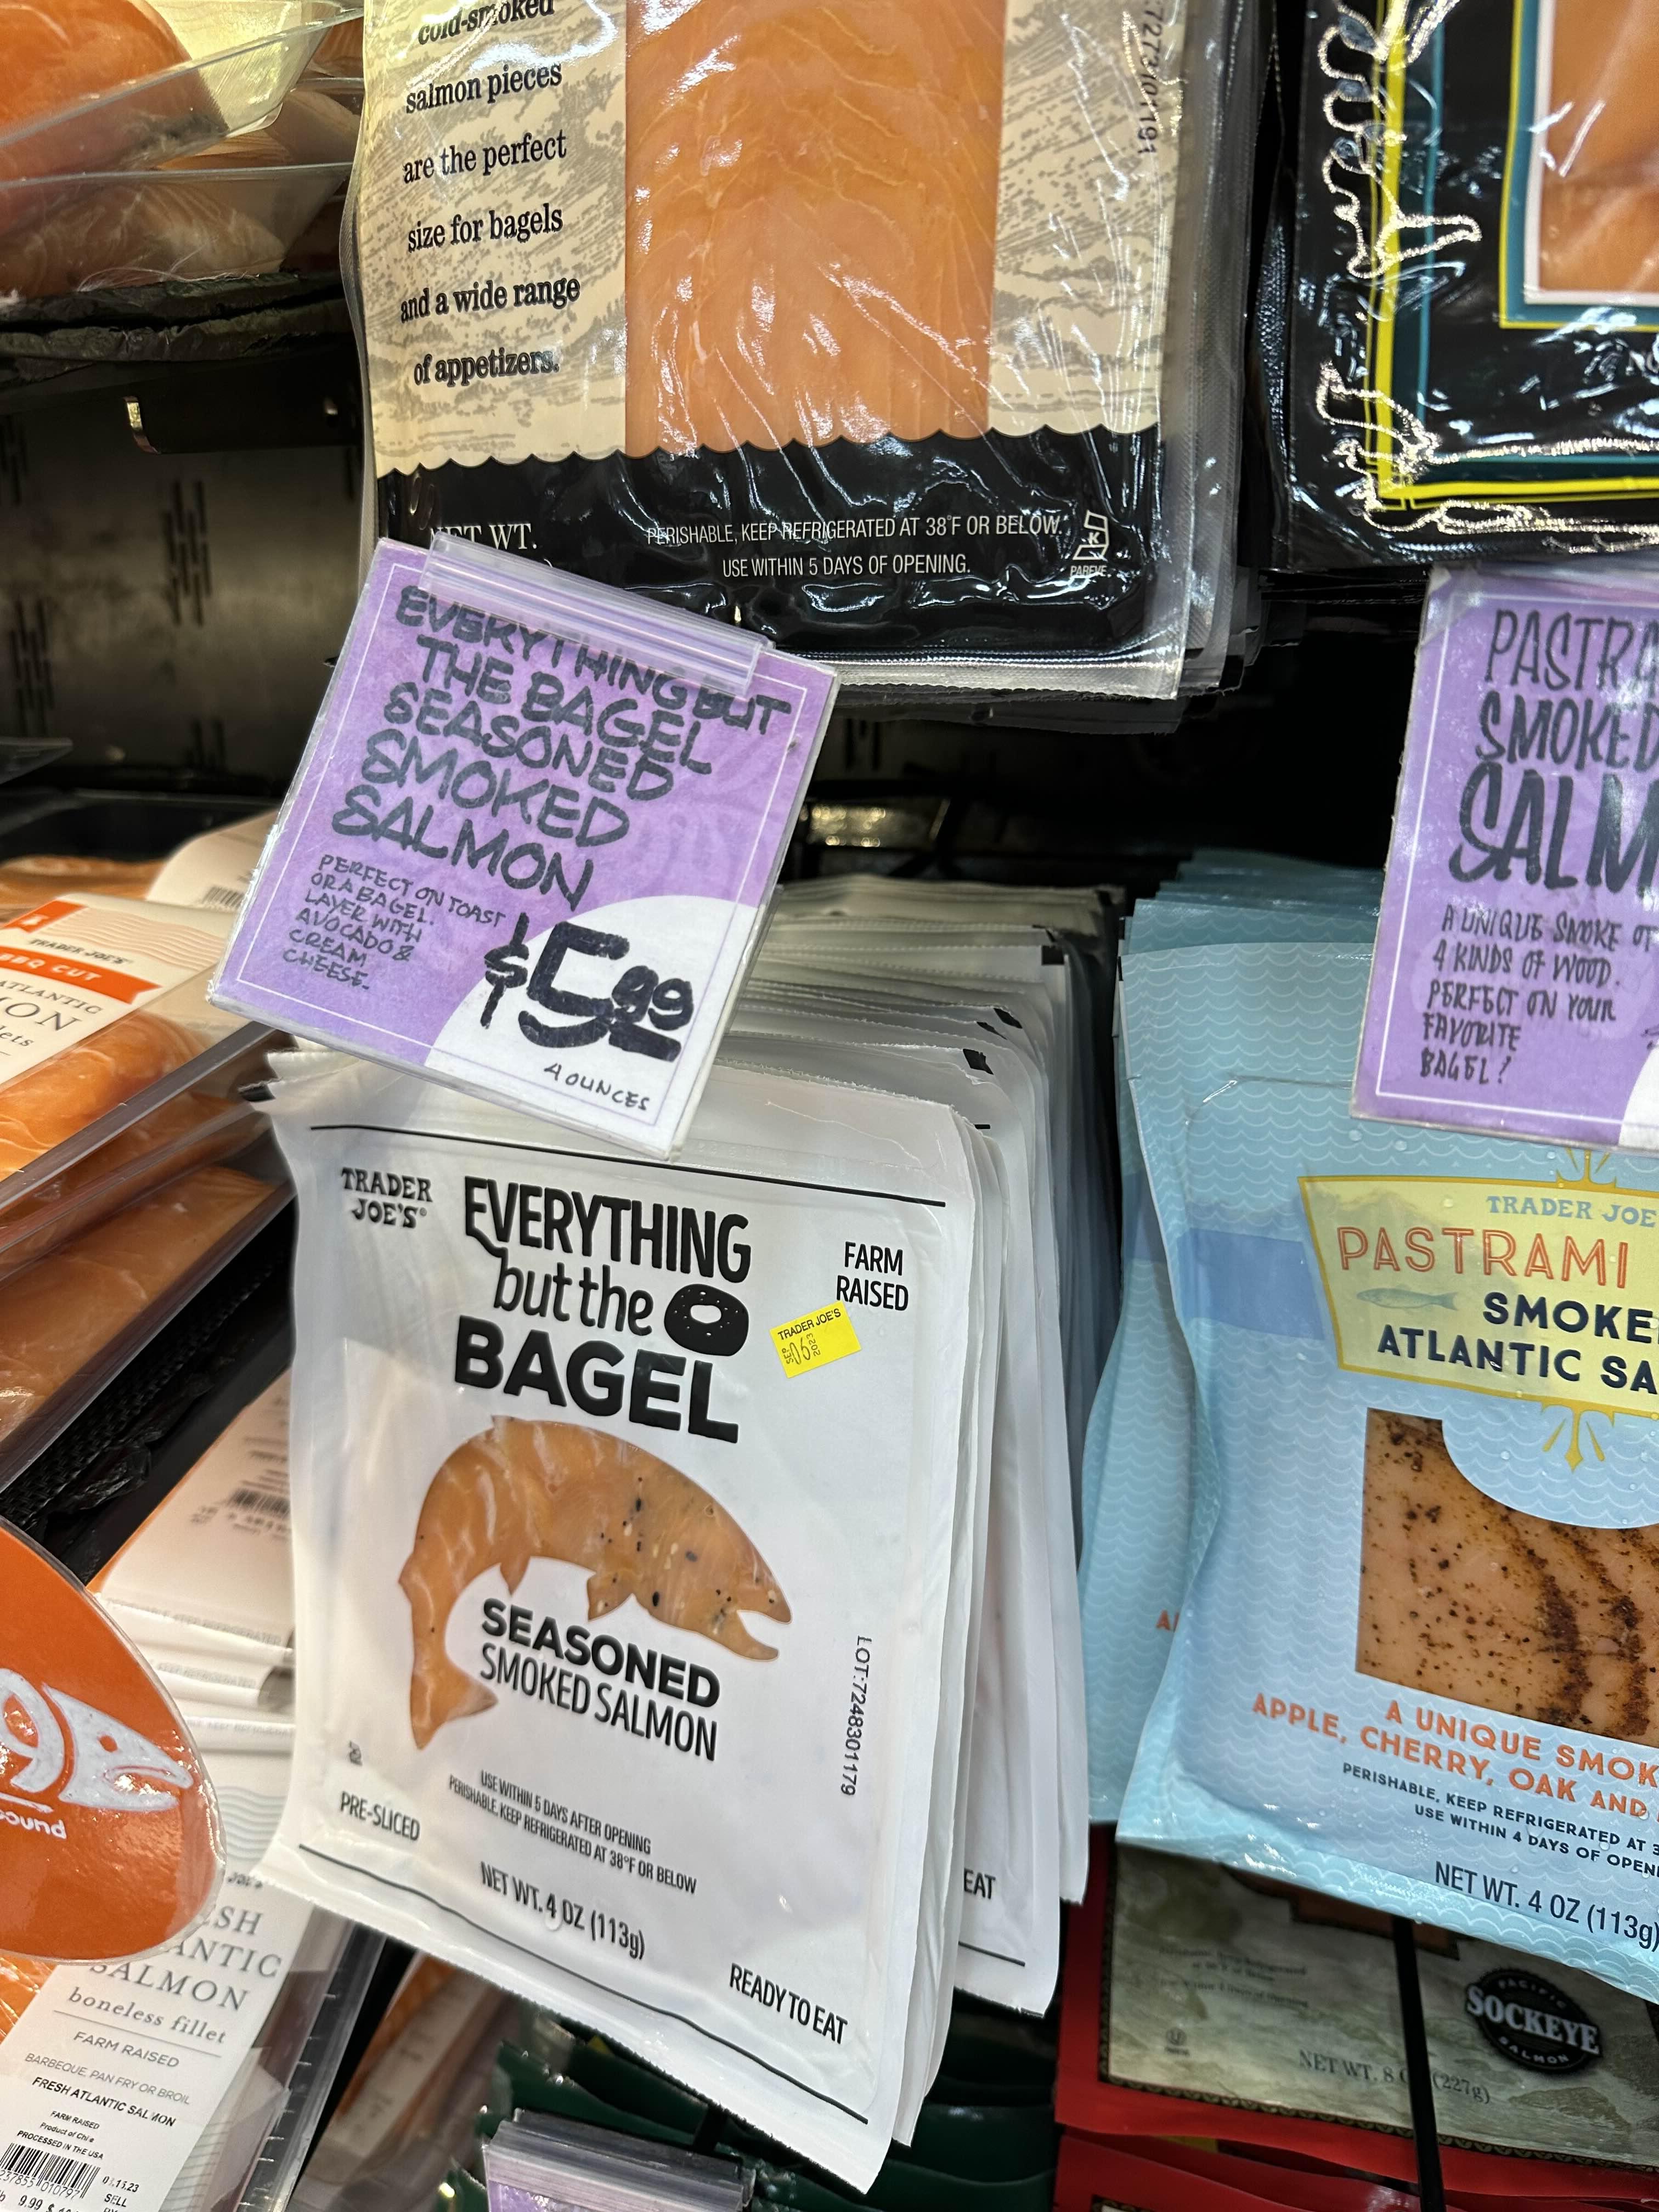 cold-smoked
salmon pieces
are the perfect
size for bagels
and a wide range
of appetizers.
NET WT.
PERISHABLE, KEEP REFRIGERATED AT 38°F OR BELOW.
USE WITHIN 5 DAYS OF OPENING.
K
PAREVE
EVERYTHING BUT
THE BAGEL
SEASONED
SMOKED
SALMON
PERFECT ON TOAST
OR A BAGEL.
LAYER WITH
AVOCADO &
CREAM
CHEESE.
$5.99
4 OUNCES
SMOKED
A UNIQUE SMOKE OF
4 KINDS OF WOOD.
PERFECT ON YOUR
FAVORITE
BAGEL!
TRADER JOE'S
BBQ CUT
TRADER
JOE'S®
EVERYTHING
but the
BAGEL
FARM
RAISED
TRADER JOE'S
SEP 06 2023
SEASONED
SMOKED SALMON
LOT:7248301179
USE WITHIN 5 DAYS AFTER OPENING
PERISHABLE, KEEP REFRIGERATED AT 38°F OR BELOW
PRE-SLICED
NET WT. 4 OZ (113g)
READY TO EAT
EAT
TRADER JOE
PASTRAMI
SMOKE
ATLANTIC SA
A UNIQUE SMOK
APPLE, CHERRY, OAK AND
PERISHABLE, KEEP REFRIGERATED AT 3
USE WITHIN 4 DAYS OF OPEN
NET WT. 4 OZ (113g)
PACIFIC
SOCKEYE
SALMON
NET WT. 8 (227g)
SALMON
boneless fillet
FARM RAISED
BARBEQUE, PAN FRY OR BROIL
FRESH ATLANTIC SALMON
FARM RAISED
Product of Chile
PROCESSED IN THE USA
SELL
9.99